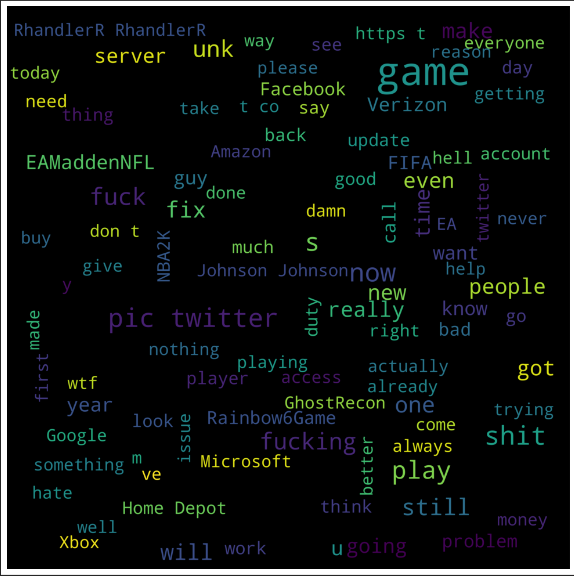 RhandlerR RhandlerR
https t
make
way
see
everyone
server
unk
reason
today
please
game
day
Facebook
need
getting
thing
take
t co
say
Verizon
back
update
Amazon
EAMaddenNFL
FIFA
hell
account
guy
good
even
fuck
done
fix
damn
call
time
twitter
never
EA
don t
buy
NBA2K
much
s
want
give
Johnson Johnson
now
help
y
new
people
pic twitter
duty
really
know
go
made
right
bad
nothing
first
playing
actually
got
wtf
player
access
already
year
GhostRecon
one
trying
look
issue
Rainbow6Game
come
Google
fucking
shit
always
better
something
m
Microsoft
play
ve
hate
Home Depot
think
still
well
money
Xbox
will
work
u
going
problem